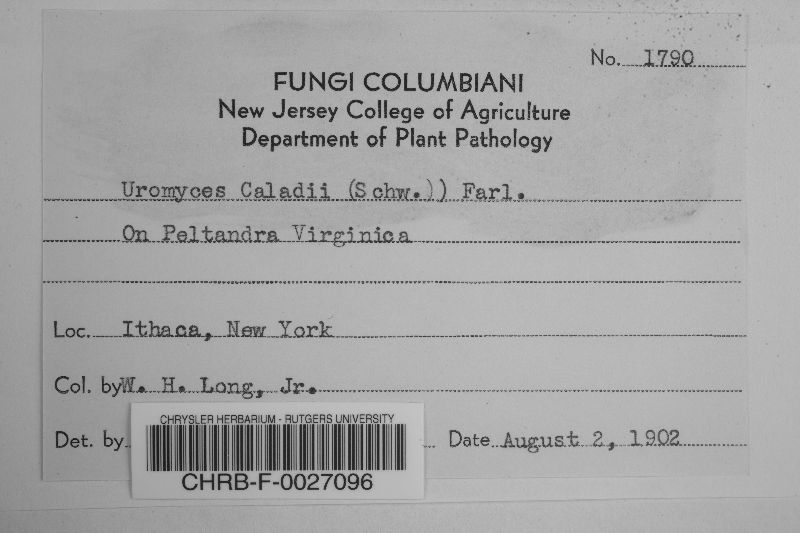 No. 1790
FUNGI COLUMBIANI
New Jersey College of Agriculture
Department of Plant Pathology
Uromyces Caladii (Schw.)) Farl.
On Peltandra Virginica
Loc. Ithaca, New York
Col. by W. H. Long, Jr.
Det. by Date August 2, 1902
CHRYSLER HERBARIUM - RUTGERS UNIVERSITY
CHRB-F-0027096